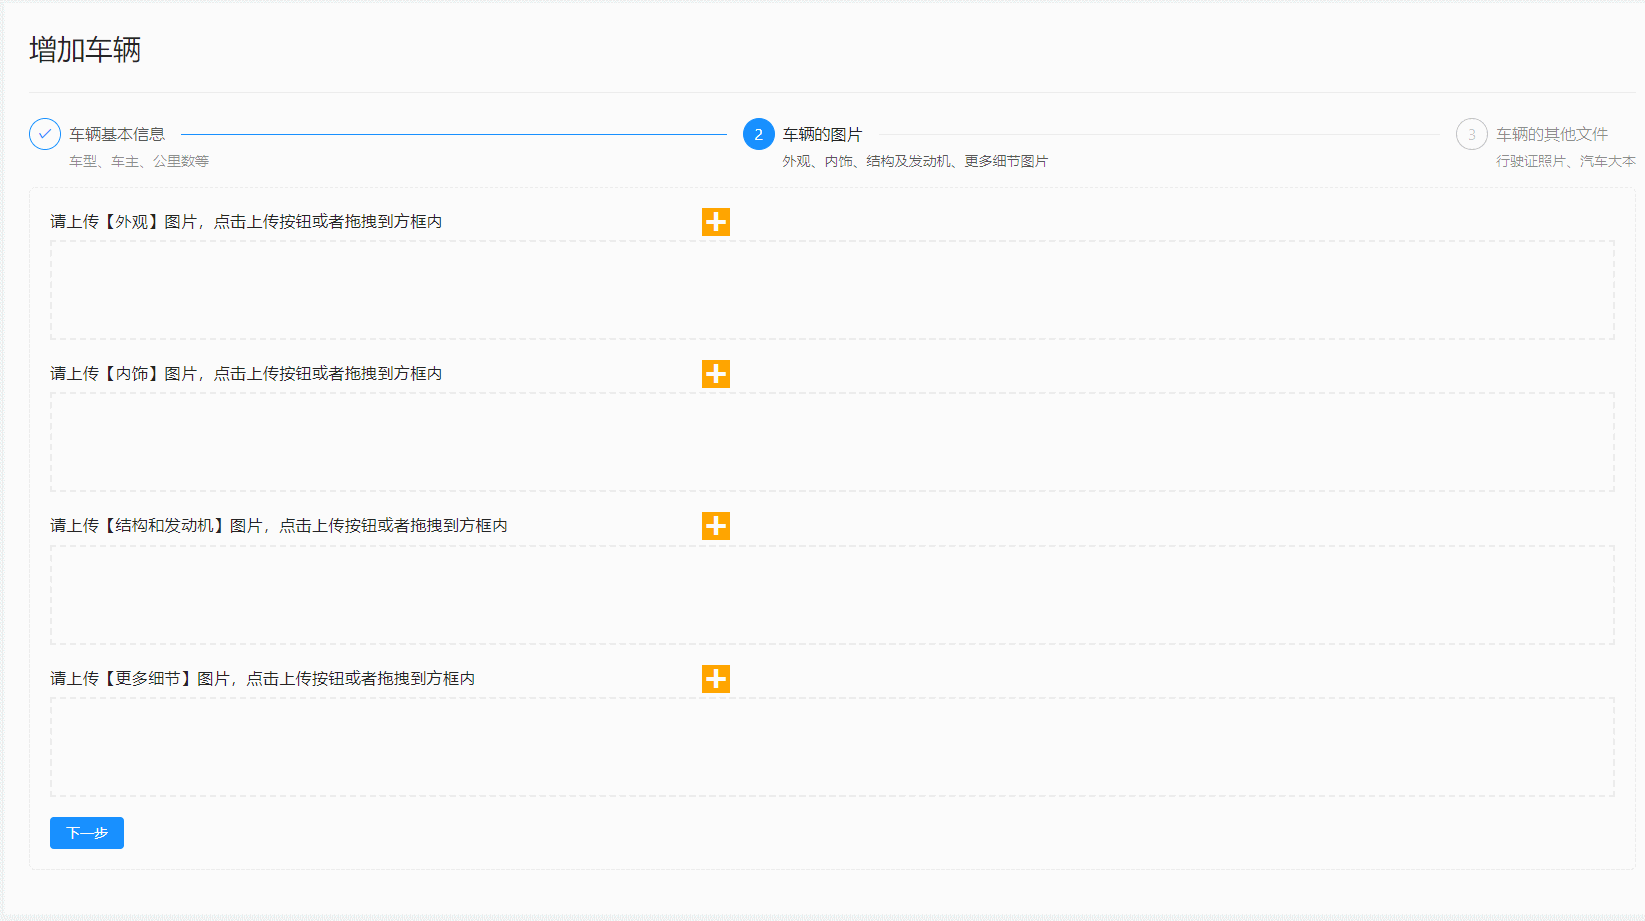 增加车辆
车辆基本信息
车型、车主、公里数等
2
车辆的图片
外观、内饰、结构及发动机、更多细节图片
3
车辆的其他文件
行驶证照片、汽车大本
请上传【外观】图片，点击上传按钮或者拖拽到方框内
请上传【内饰】图片，点击上传按钮或者拖拽到方框内
请上传【结构和发动机】图片，点击上传按钮或者拖拽到方框内
请上传【更多细节】图片，点击上传按钮或者拖拽到方框内
下一步